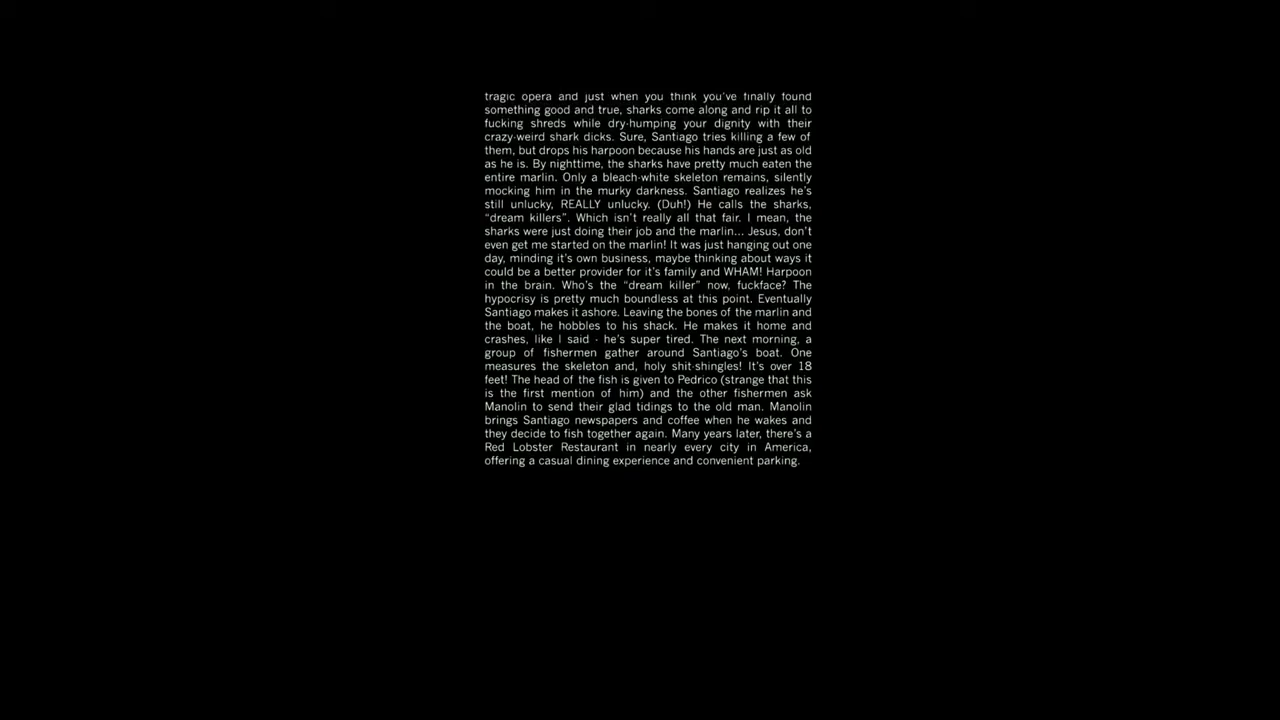 tragic opera and just when you think you've finally found
something good and true, sharks come along and rip it all to
fucking shreds while dry-humping your dignity with their
crazy-weird shark dicks. Sure, Santiago tries killing a few of
them, but drops his harpoon because his hands are just as old
as he is. By nighttime, the sharks have pretty much eaten the
entire marlin. Only a bleach-white skeleton remains, silently
mocking him in the murky darkness. Santiago realizes he's
still unlucky, REALLY unlucky. (Duh!) He calls the sharks,
“dream killers”. Which isn't really all that fair. I mean, the
sharks were just doing their job and the marlin... Jesus, don't
even get me started on the marlin! It was just hanging out one
day, minding it's own business, maybe thinking about ways it
could be a better provider for it's family and WHAM! Harpoon
in the brain. Who's the “dream killer” now, fuckface? The
hypocrisy is pretty much boundless at this point. Eventually
Santiago makes it ashore. Leaving the bones of the marlin and
the boat, he hobbles to his shack. He makes it home and
crashes, like I said - he's super tired. The next morning, a
group of fishermen gather around Santiago's boat. One
measures the skeleton and, holy shit-shingles! It's over 18
feet! The head of the fish is given to Pedrico (strange that this
is the first mention of him) and the other fishermen ask
Manolin to send their glad tidings to the old man. Manolin
brings Santiago newspapers and coffee when he wakes and
they decide to fish together again. Many years later, there's a
Red Lobster Restaurant in nearly every city in America,
offering a casual dining experience and convenient parking.